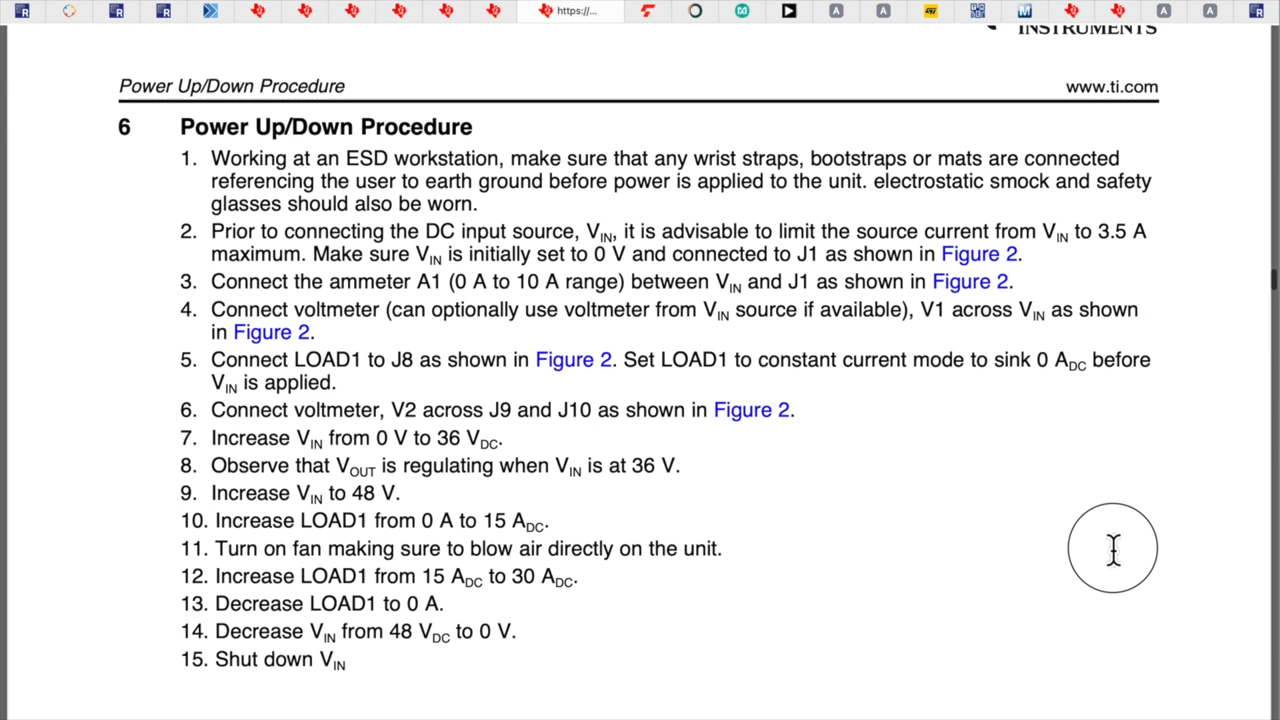 https://...
INSTRUMENTS
Power Up/Down Procedure
www.ti.com
6 Power Up/Down Procedure
1. Working at an ESD workstation, make sure that any wrist straps, bootstraps or mats are connected
referencing the user to earth ground before power is applied to the unit. electrostatic smock and safety
glasses should also be worn.
2. Prior to connecting the DC input source, VIN, it is advisable to limit the source current from VIN to 3.5 A
maximum. Make sure VIN is initially set to 0 V and connected to J1 as shown in Figure 2.
3. Connect the ammeter A1 (0 A to 10 A range) between VIN and J1 as shown in Figure 2.
4. Connect voltmeter (can optionally use voltmeter from VIN source if available), V1 across VIN as shown
in Figure 2.
5. Connect LOAD1 to J8 as shown in Figure 2. Set LOAD1 to constant current mode to sink 0 ADC before
VIN is applied.
6. Connect voltmeter, V2 across J9 and J10 as shown in Figure 2.
7. Increase VIN from 0 V to 36 VDC.
8. Observe that VOUT is regulating when VIN is at 36 V.
9. Increase VIN to 48 V.
10. Increase LOAD1 from 0 A to 15 ADC.
11. Turn on fan making sure to blow air directly on the unit.
12. Increase LOAD1 from 15 ADC to 30 ADC.
13. Decrease LOAD1 to 0 A.
14. Decrease VIN from 48 VDC to 0 V.
15. Shut down VIN